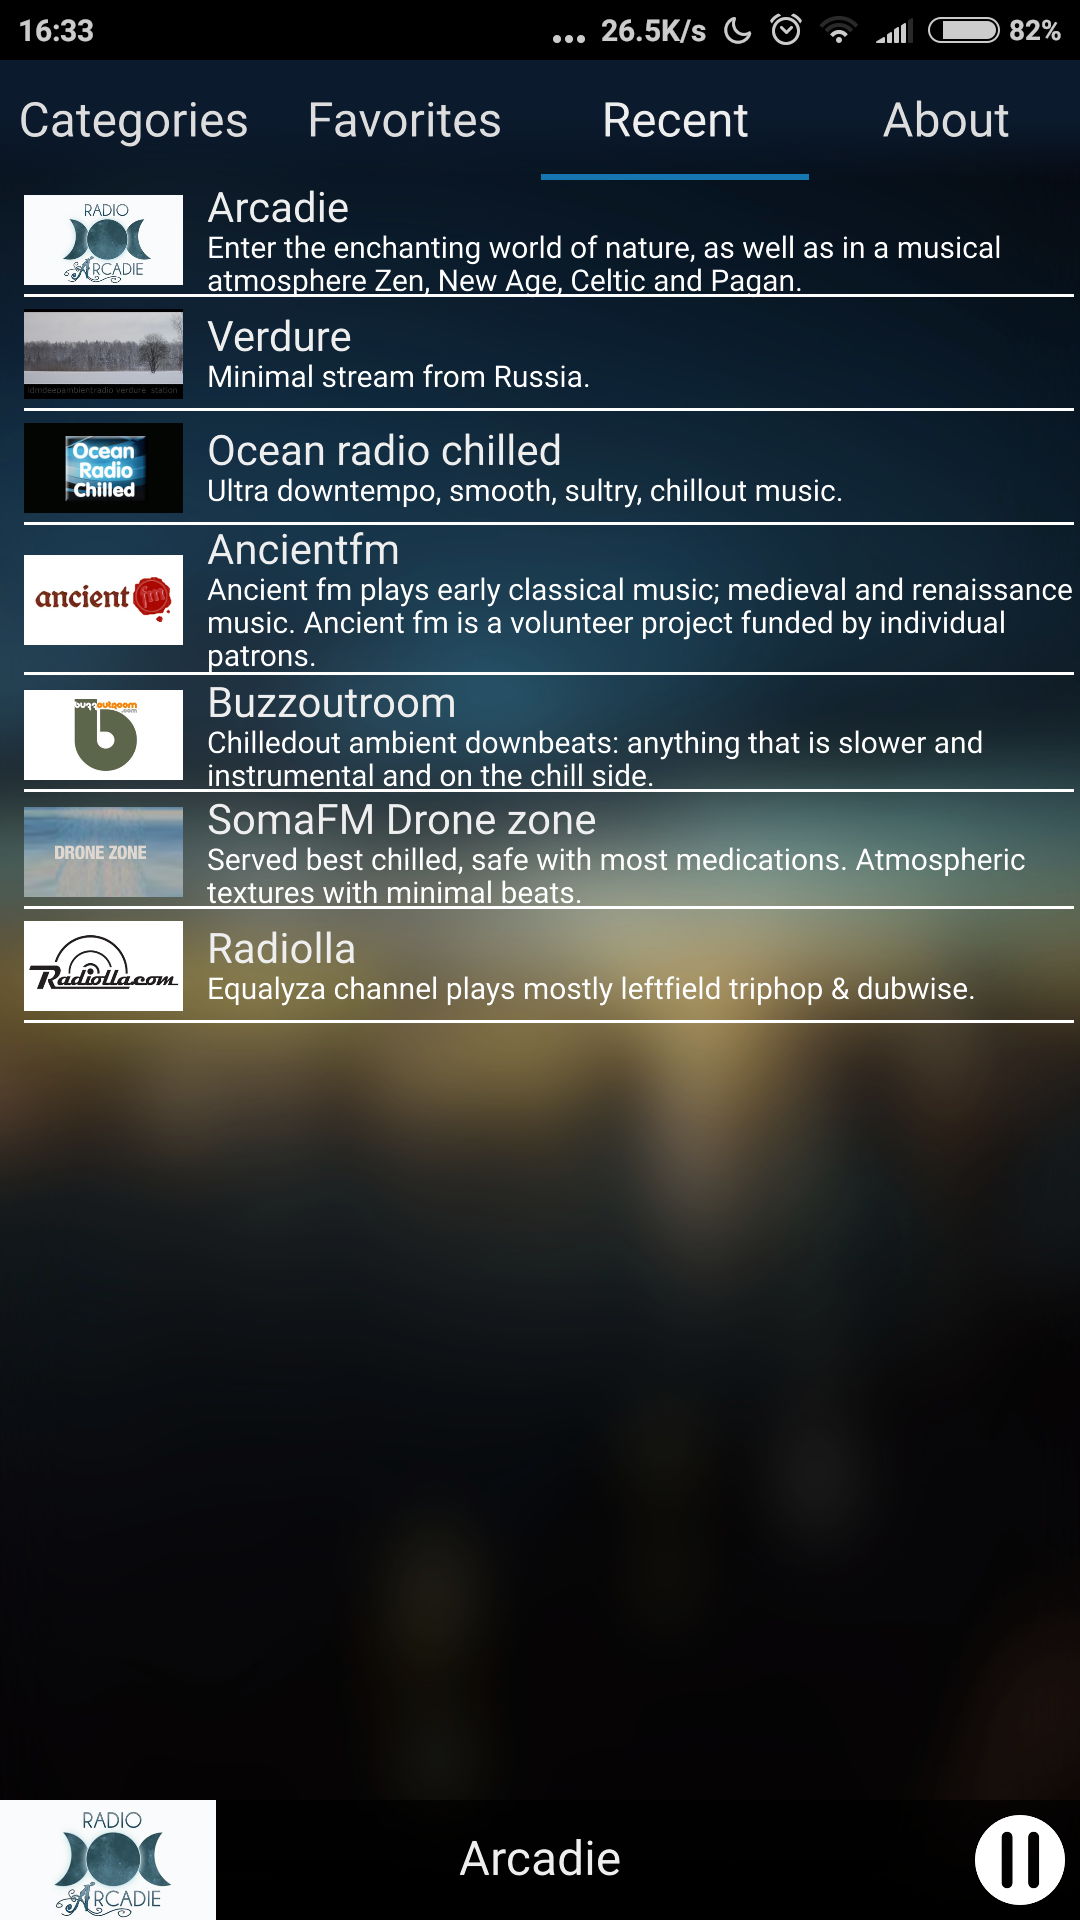 16:33
... 26.5K/s 82%
Categories Favorites Recent About
RADIO
ARCADIE
Arcadie
Enter the enchanting world of nature, as well as in a musical
atmosphere Zen, New Age, Celtic and Pagan.
idmdeepambientradio verdure station
Verdure
Minimal stream from Russia.
Ocean
Radio
Chilled
Ocean radio chilled
Ultra downtempo, smooth, sultry, chillout music.
ancient fm
Ancientfm
Ancient fm plays early classical music; medieval and renaissance
music. Ancient fm is a volunteer project funded by individual
patrons.
buzzoutroom
.com
b
Buzzoutroom
Chilledout ambient downbeats: anything that is slower and
instrumental and on the chill side.
DRONE ZONE
SomaFM Drone zone
Served best chilled, safe with most medications. Atmospheric
textures with minimal beats.
Radiolla.com
Radiolla
Equalyza channel plays mostly leftfield triphop & dubwise.
RADIO
ARCADIE
Arcadie